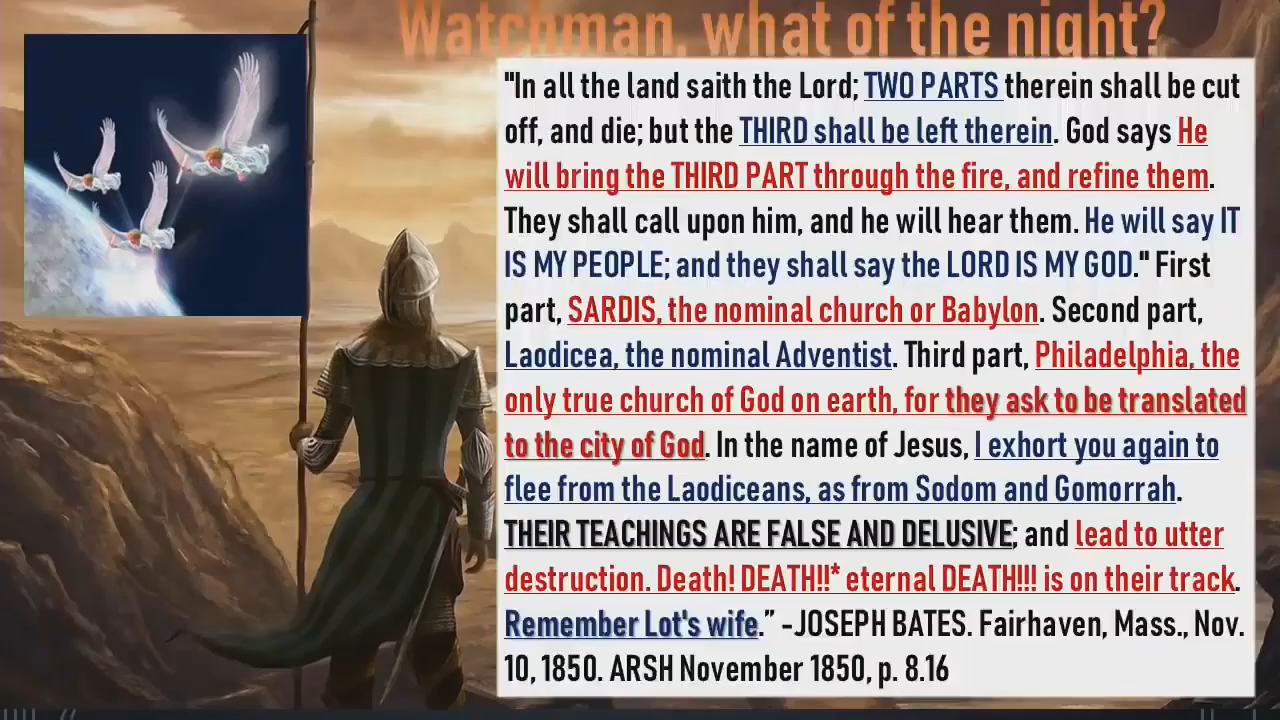 Watchman, what of the night?
"In all the land saith the Lord; TWO PARTS therein shall be cut
off, and die; but the THIRD shall be left therein. God says He
will bring the THIRD PART through the fire, and refine them.
They shall call upon him, and he will hear them. He will say IT
IS MY PEOPLE; and they shall say the LORD IS MY GOD." First
part, SARDIS, the nominal church or Babylon. Second part,
Laodicea, the nominal Adventist. Third part, Philadelphia, the
only true church of God on earth, for they ask to be translated
to the city of God. In the name of Jesus, I exhort you again to
flee from the Laodiceans, as from Sodom and Gomorrah.
THEIR TEACHINGS ARE FALSE AND DELUSIVE; and lead to utter
destruction. Death! DEATH!!* eternal DEATH!!! is on their track.
Remember Lot's wife.” -JOSEPH BATES. Fairhaven, Mass., Nov.
10, 1850. ARSH November 1850, p. 8.16